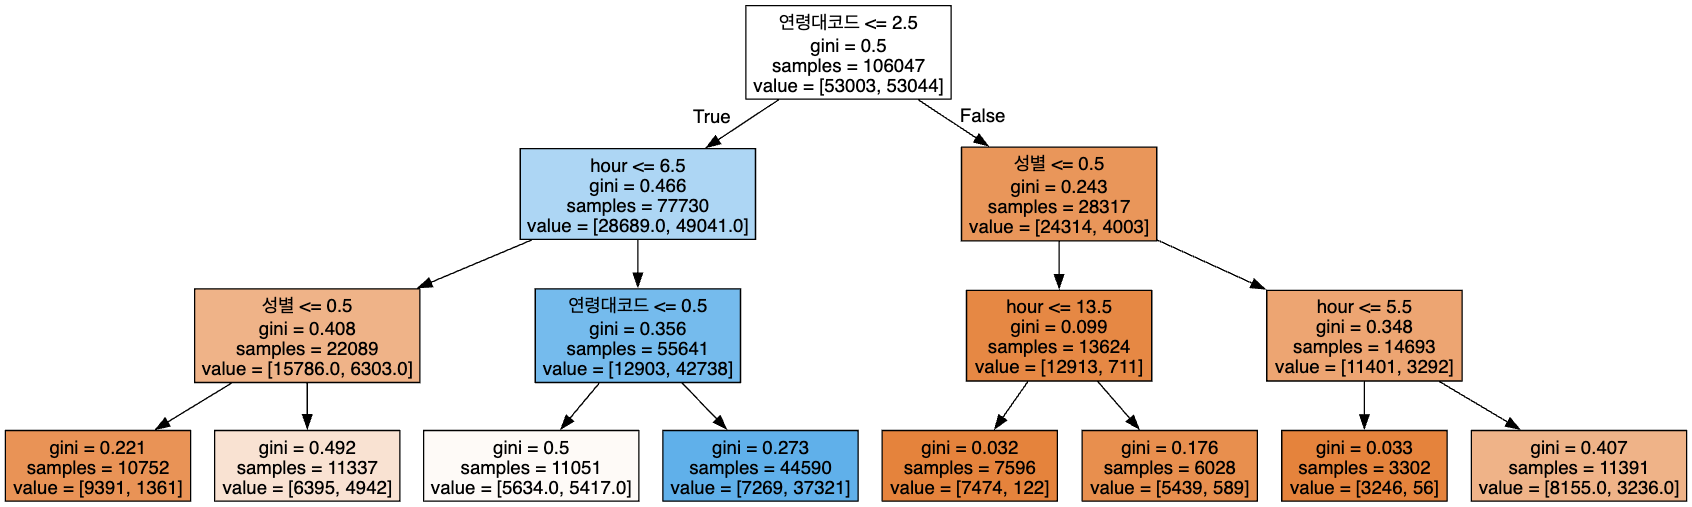 연령대코드 <= 2.5
gini = 0.5
samples = 106047
value = [53003, 53044]
True
False
hour <= 6.5
gini = 0.466
samples = 77730
value = [28689.0, 49041.0]
성별 <= 0.5
gini = 0.243
samples = 28317
value = [24314, 4003]
성별 <= 0.5
gini = 0.408
samples = 22089
value = [15786.0, 6303.0]
연령대코드 <= 0.5
gini = 0.356
samples = 55641
value = [12903, 42738]
hour <= 13.5
gini = 0.099
samples = 13624
value = [12913, 711]
hour <= 5.5
gini = 0.348
samples = 14693
value = [11401, 3292]
gini = 0.221
samples = 10752
value = [9391, 1361]
gini = 0.492
samples = 11337
value = [6395, 4942]
gini = 0.5
samples = 11051
value = [5634.0, 5417.0]
gini = 0.273
samples = 44590
value = [7269, 37321]
gini = 0.032
samples = 7596
value = [7474, 122]
gini = 0.176
samples = 6028
value = [5439, 589]
gini = 0.033
samples = 3302
value = [3246, 56]
gini = 0.407
samples = 11391
value = [8155.0, 3236.0]